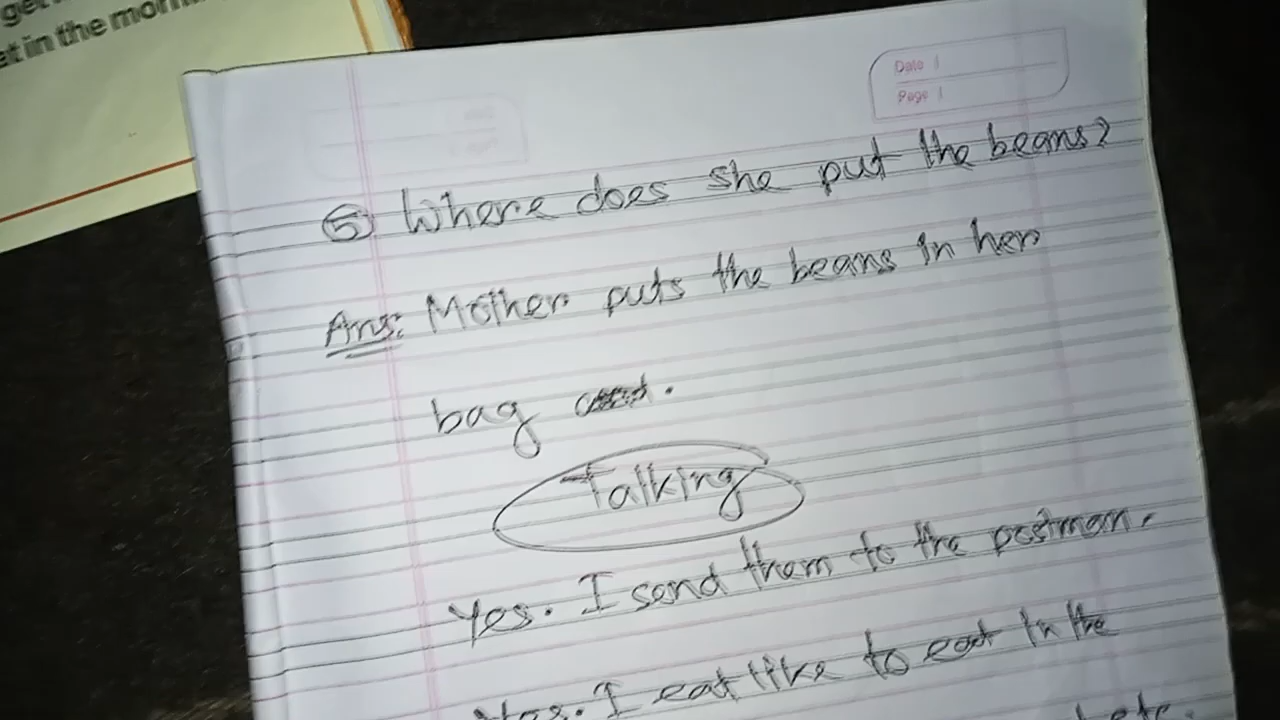 get
et in the morn
Date
Page
⑤ Where does she put the beans?
Ans: Mother puts the beans in her
bag .
Talking
Yes. I send them to the postman.
Yes. I eat like to eat in the